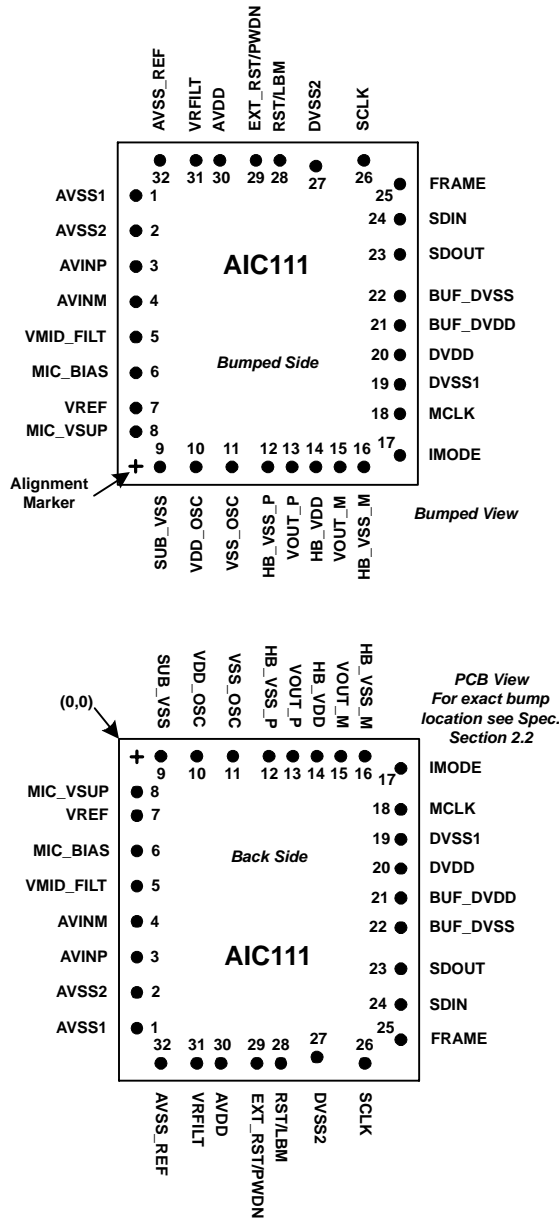 AVSS_REF
VRFILT
AVDD
EXT_RST/PWDN
RST/LBM
DVSS2
SCLK
32 31 30 29 28 27 26
AVSS1 1
AVSS2 2
AVINP 3
AVINM 4
VMID_FILT 5
MIC_BIAS 6
VREF 7
MIC_VSUP 8
AIC111
Bumped Side
25 FRAME
24 SDIN
23 SDOUT
22 BUF_DVSS
21 BUF_DVDD
20 DVDD
19 DVSS1
18 MCLK
17 IMODE
9 10 11 12 13 14 15 16
Alignment
Marker
SUB_VSS
VDD_OSC
VSS_OSC
HB_VSS_P
VOUT_P
HB_VDD
VOUT_M
HB_VSS_M
Bumped View
(0,0)
SUB_VSS
VDD_OSC
VSS_OSC
HB_VSS_P
VOUT_P
HB_VDD
VOUT_M
HB_VSS_M
PCB View
For exact bump
location see Spec.
Section 2.2
9 10 11 12 13 14 15 16
MIC_VSUP 8
VREF 7
MIC_BIAS 6
VMID_FILT 5
AVINM 4
AVINP 3
AVSS2 2
AVSS1 1
Back Side
AIC111
17 IMODE
18 MCLK
19 DVSS1
20 DVDD
21 BUF_DVDD
22 BUF_DVSS
23 SDOUT
24 SDIN
25 FRAME
32 31 30 29 28 27 26
AVSS_REF
VRFILT
AVDD
EXT_RST/PWDN
RST/LBM
DVSS2
SCLK